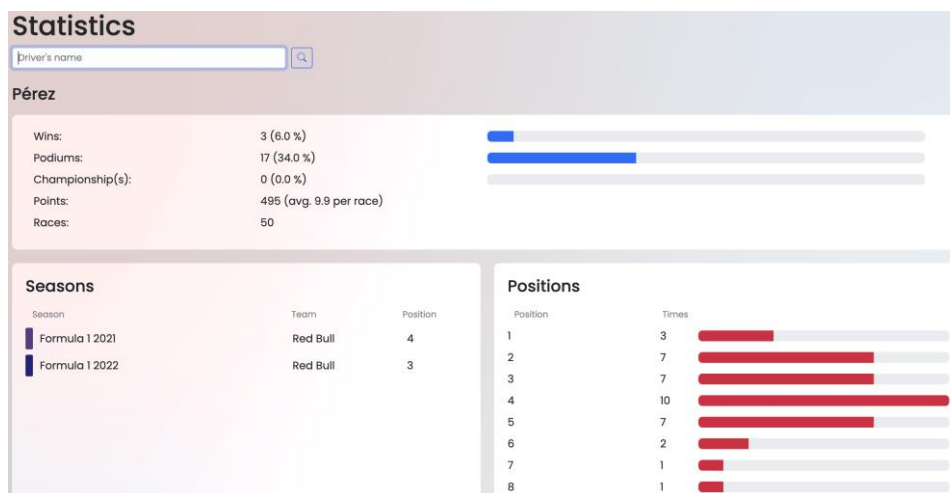 Statistics
Driver's name
Pérez
Wins: 3 (6.0 %)
Podiums: 17 (34.0 %)
Championship(s): 0 (0.0 %)
Points: 495 (avg. 9.9 per race)
Races: 50
Seasons
Season Team Position
Formula 1 2021 Red Bull 4
Formula 1 2022 Red Bull 3
Positions
Position Times
1 3
2 7
3 7
4 10
5 7
6 2
7 1
8 1